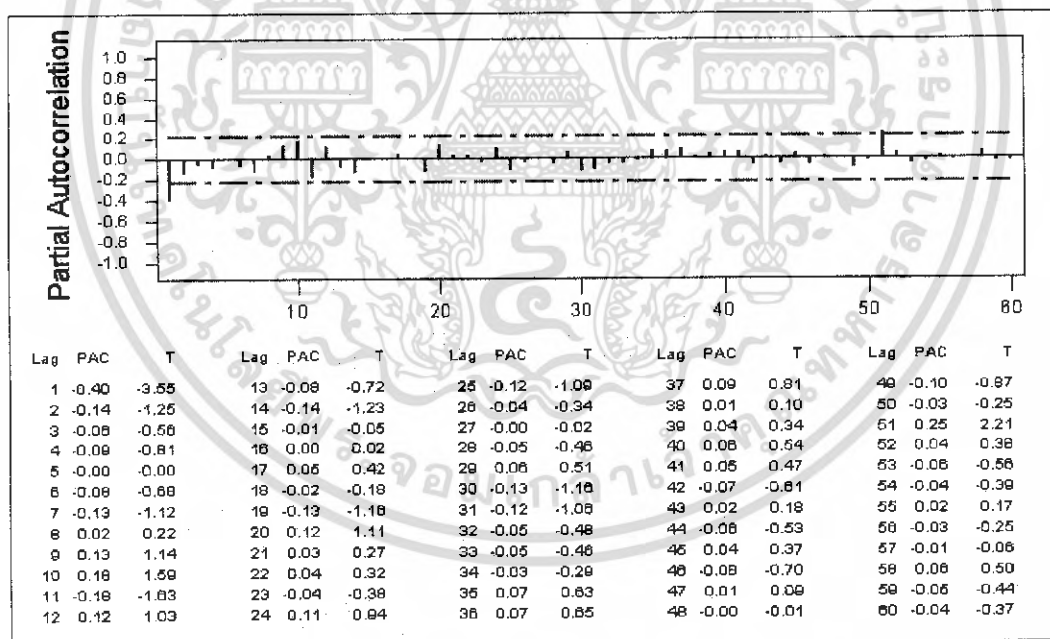 Partial Autocorrelation
1.0
0.8
0.6
0.4
0.2
0.0
-0.2
-0.4
-0.6
-0.8
-1.0
10 20 30 40 50 60
Lag PAC T Lag PAC T Lag PAC T Lag PAC T Lag PAC T
1 -0.40 -3.55 13 -0.08 -0.72 25 -0.12 -1.09 37 0.09 0.81 49 -0.10 -0.87
2 -0.14 -1.25 14 -0.14 -1.23 26 -0.04 -0.34 38 0.01 0.10 50 -0.03 -0.25
3 -0.06 -0.56 15 -0.01 -0.05 27 -0.00 -0.02 39 0.04 0.34 51 0.25 2.21
4 -0.09 -0.81 16 0.00 0.02 28 -0.05 -0.46 40 0.06 0.54 52 0.04 0.38
5 -0.00 -0.00 17 0.05 0.42 29 0.06 0.51 41 0.05 0.47 53 -0.06 -0.56
6 -0.08 -0.68 18 -0.02 -0.18 30 -0.13 -1.16 42 -0.07 -0.61 54 -0.04 -0.39
7 -0.13 -1.12 19 -0.13 -1.16 31 -0.12 -1.06 43 0.02 0.18 55 0.02 0.17
8 0.02 0.22 20 0.12 1.11 32 -0.05 -0.48 44 -0.06 -0.53 56 -0.03 -0.25
9 0.13 1.14 21 0.03 0.27 33 -0.05 -0.46 45 0.04 0.37 57 -0.01 -0.06
10 0.18 1.59 22 0.04 0.32 34 -0.03 -0.29 46 -0.08 -0.70 58 0.06 0.50
11 -0.18 -1.63 23 -0.04 -0.38 35 0.07 0.63 47 0.01 0.09 59 -0.05 -0.44
12 0.12 1.03 24 0.11 0.94 36 0.07 0.65 48 -0.00 -0.01 60 -0.04 -0.37